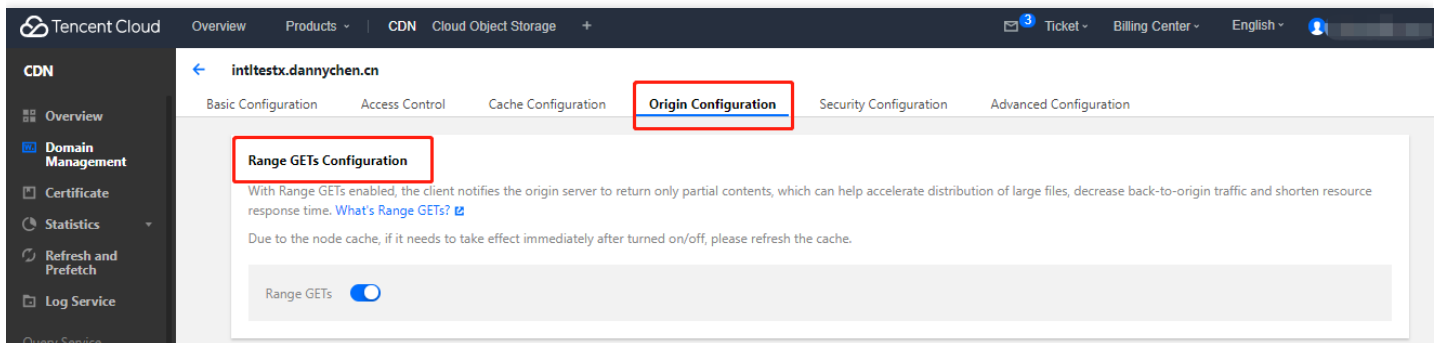 Tencent Cloud Overview Products CDN Cloud Object Storage + 3 Ticket Billing Center English
CDN
intltestx.dannychen.cn
Basic Configuration Access Control Cache Configuration Origin Configuration Security Configuration Advanced Configuration
Overview
Domain
Management
Certificate
Statistics
Refresh and
Prefetch
Log Service
Query Service
Range GETs Configuration
With Range GETs enabled, the client notifies the origin server to return only partial contents, which can help accelerate distribution of large files, decrease back-to-origin traffic and shorten resource
response time. What's Range GETs?
Due to the node cache, if it needs to take effect immediately after turned on/off, please refresh the cache.
Range GETs